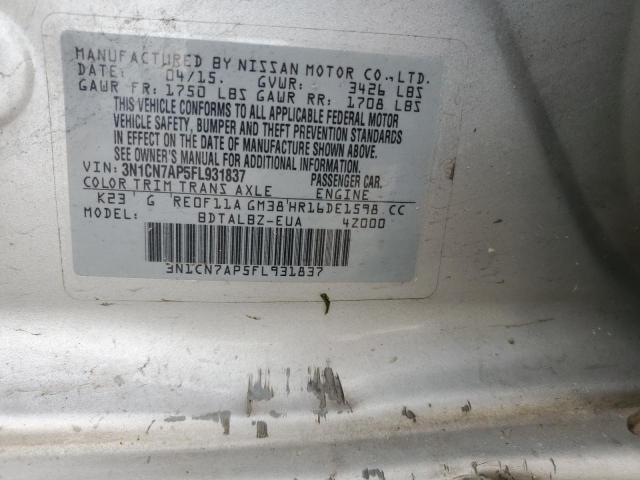 MANUFACTURED BY NISSAN MOTOR CO.,LTD.
DATE: 04/15. GVWR: 3426 LBS
GAWR FR: 1750 LBS GAWR RR: 1708 LBS
THIS VEHICLE CONFORMS TO ALL APPLICABLE FEDERAL MOTOR
VEHICLE SAFETY, BUMPER AND THEFT PREVENTION STANDARDS
IN EFFECT ON THE DATE OF MANUFACTURE SHOWN ABOVE.
SEE OWNER'S MANUAL FOR ADDITIONAL INFORMATION.
VIN: 3N1CN7AP5FL931837 PASSENGER CAR.
COLOR TRIM TRANS AXLE ENGINE
K23 G RE0F11A GM38 HR16DE1598 CC
MODEL: BDTALBZ-EUA 4Z000
3N1CN7AP5FL931837